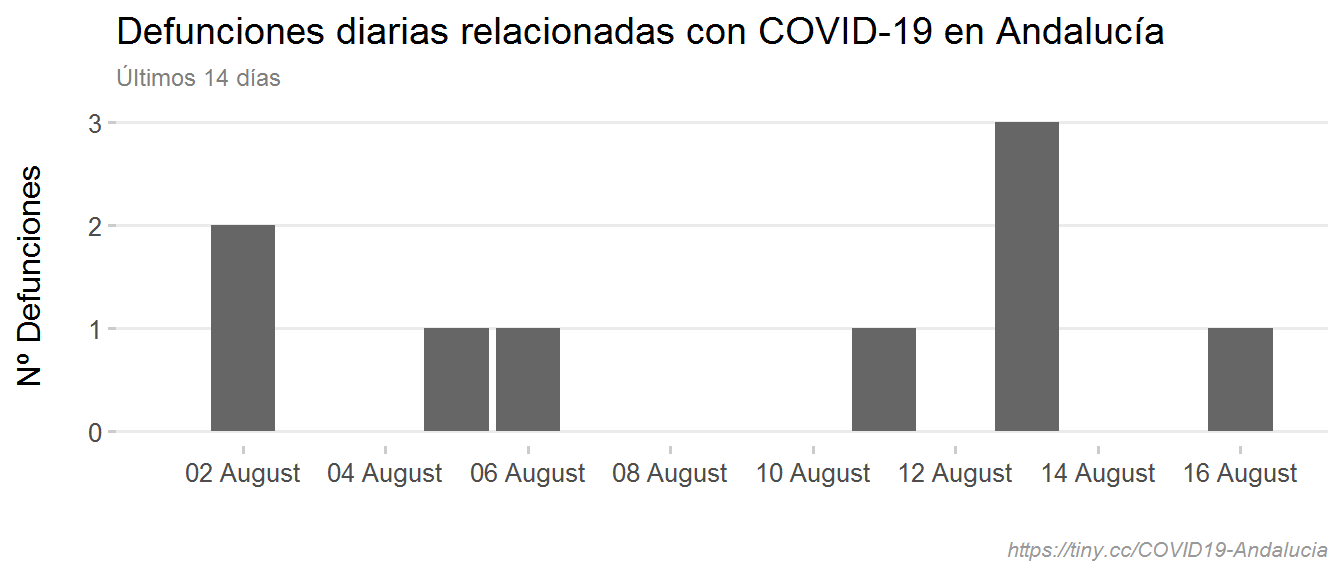 Defunciones diarias relacionadas con COVID-19 en Andalucía
Últimos 14 días
Nº Defunciones
3
2
1
0
02 August 04 August 06 August 08 August 10 August 12 August 14 August 16 August
https://tiny.cc/COVID19-Andalucia